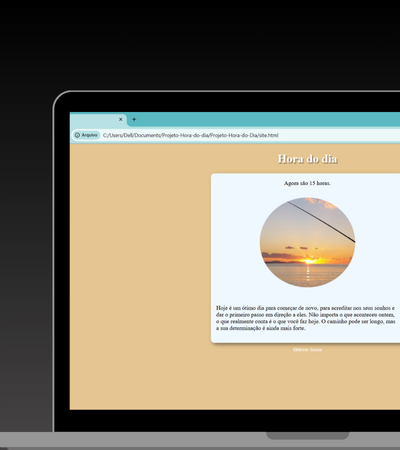 Arquivo C:/Users/Dell/Documents/Projeto-Hora-do-dia/Projeto-Hora-do-Dia/site.html
Hora do dia
Agora são 15 horas.
Hoje é um ótimo dia para começar de novo, para acreditar nos seus sonhos e
dar o primeiro passo em direção a eles. Não importa o que aconteceu ontem,
o que realmente conta é o que você faz hoje. O caminho pode ser longo, mas
a sua determinação é ainda mais forte.